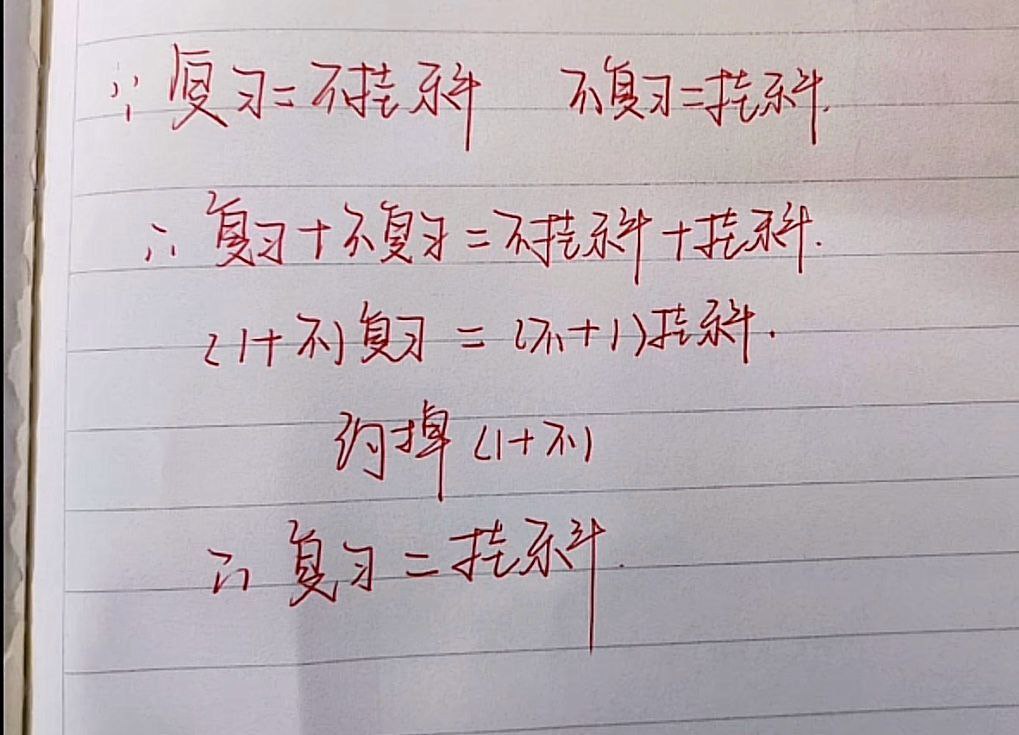 ∵ 复习=不挂科 不复习=挂科.
∴ 复习+不复习=不挂科+挂科.
(1+不)复习=(不+1)挂科.
约掉(1+不)
∴ 复习=挂科.